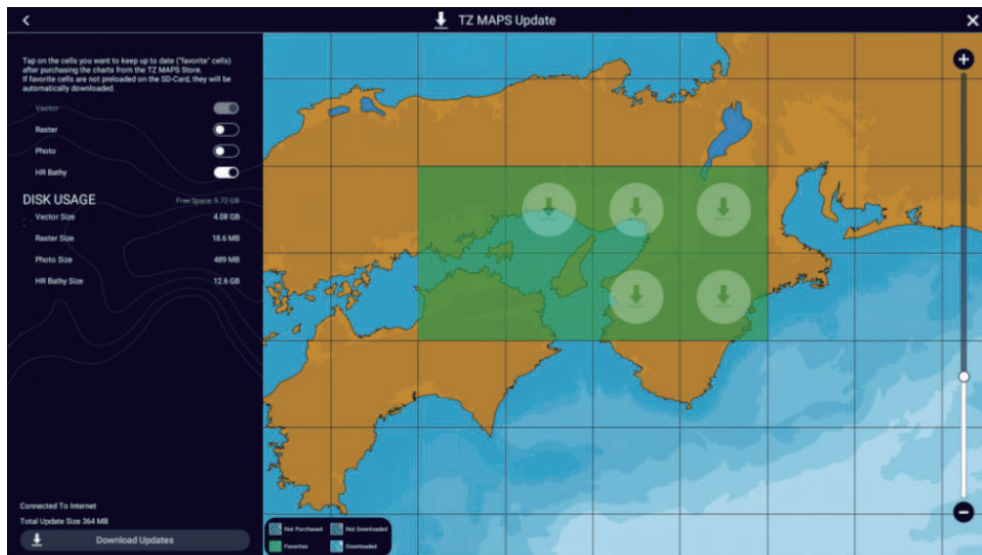 TZ MAPS Update
Tap on the cells you want to keep up to date ("favorite" cells)
after purchasing the charts from the TZ MAPS Store.
If favorite cells are not preloaded on the SD-Card, they will be
automatically downloaded.
Vector
Raster
Photo
HR Bathy
DISK USAGE Free Space: 9.72 GB
Vector Size 4.08 GB
Raster Size 18.6 MB
Photo Size 489 MB
HR Bathy Size 12.6 GB
Connected To Internet
Total Update Size 364 MB
Download Updates
Not Purchased Not Downloaded
Favorites Downloaded